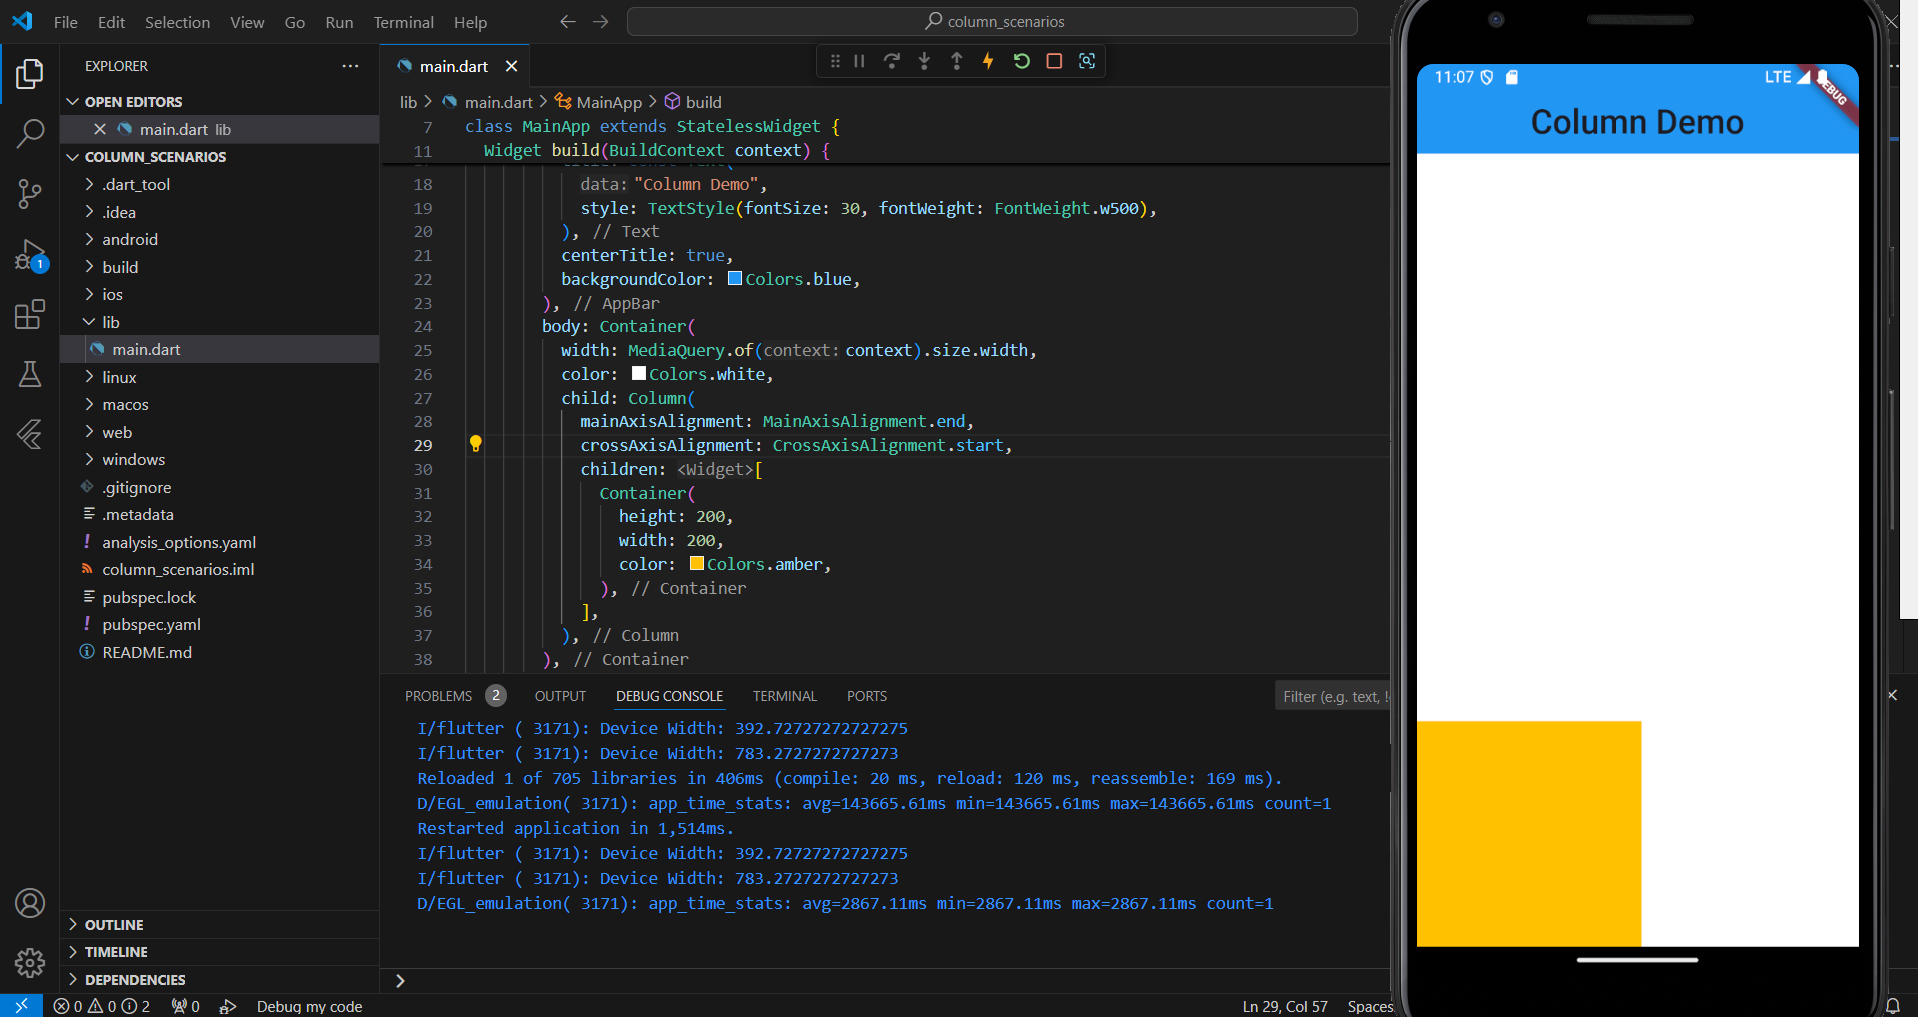 File Edit Selection View Go Run Terminal Help
column_scenarios
EXPLORER
OPEN EDITORS
main.dart lib
COLUMN_SCENARIOS
.dart_tool
.idea
android
build
ios
lib
main.dart
linux
macos
web
windows
.gitignore
.metadata
analysis_options.yaml
column_scenarios.iml
pubspec.lock
pubspec.yaml
README.md
OUTLINE
TIMELINE
DEPENDENCIES
1
main.dart
lib > main.dart > MainApp > build
7 class MainApp extends StatelessWidget {
11 Widget build(BuildContext context) {
18 data: "Column Demo",
19 style: TextStyle(fontSize: 30, fontWeight: FontWeight.w500),
20 ), // Text
21 centerTitle: true,
22 backgroundColor: Colors.blue,
23 ), // AppBar
24 body: Container(
25 width: MediaQuery.of(context: context).size.width,
26 color: Colors.white,
27 child: Column(
28 mainAxisAlignment: MainAxisAlignment.end,
29 crossAxisAlignment: CrossAxisAlignment.start,
30 children: <Widget>[
31 Container(
32 height: 200,
33 width: 200,
34 color: Colors.amber,
35 ), // Container
36 ],
37 ), // Column
38 ), // Container
PROBLEMS 2 OUTPUT DEBUG CONSOLE TERMINAL PORTS
Filter (e.g. text, !
I/flutter ( 3171): Device Width: 392.72727272727275
I/flutter ( 3171): Device Width: 783.2727272727273
Reloaded 1 of 705 libraries in 406ms (compile: 20 ms, reload: 120 ms, reassemble: 169 ms).
D/EGL_emulation( 3171): app_time_stats: avg=143665.61ms min=143665.61ms max=143665.61ms count=1
Restarted application in 1,514ms.
I/flutter ( 3171): Device Width: 392.72727272727275
I/flutter ( 3171): Device Width: 783.2727272727273
D/EGL_emulation( 3171): app_time_stats: avg=2867.11ms min=2867.11ms max=2867.11ms count=1
0 0 2 0 Debug my code
Ln 29, Col 57 Spaces
11:07 LTE
Column Demo